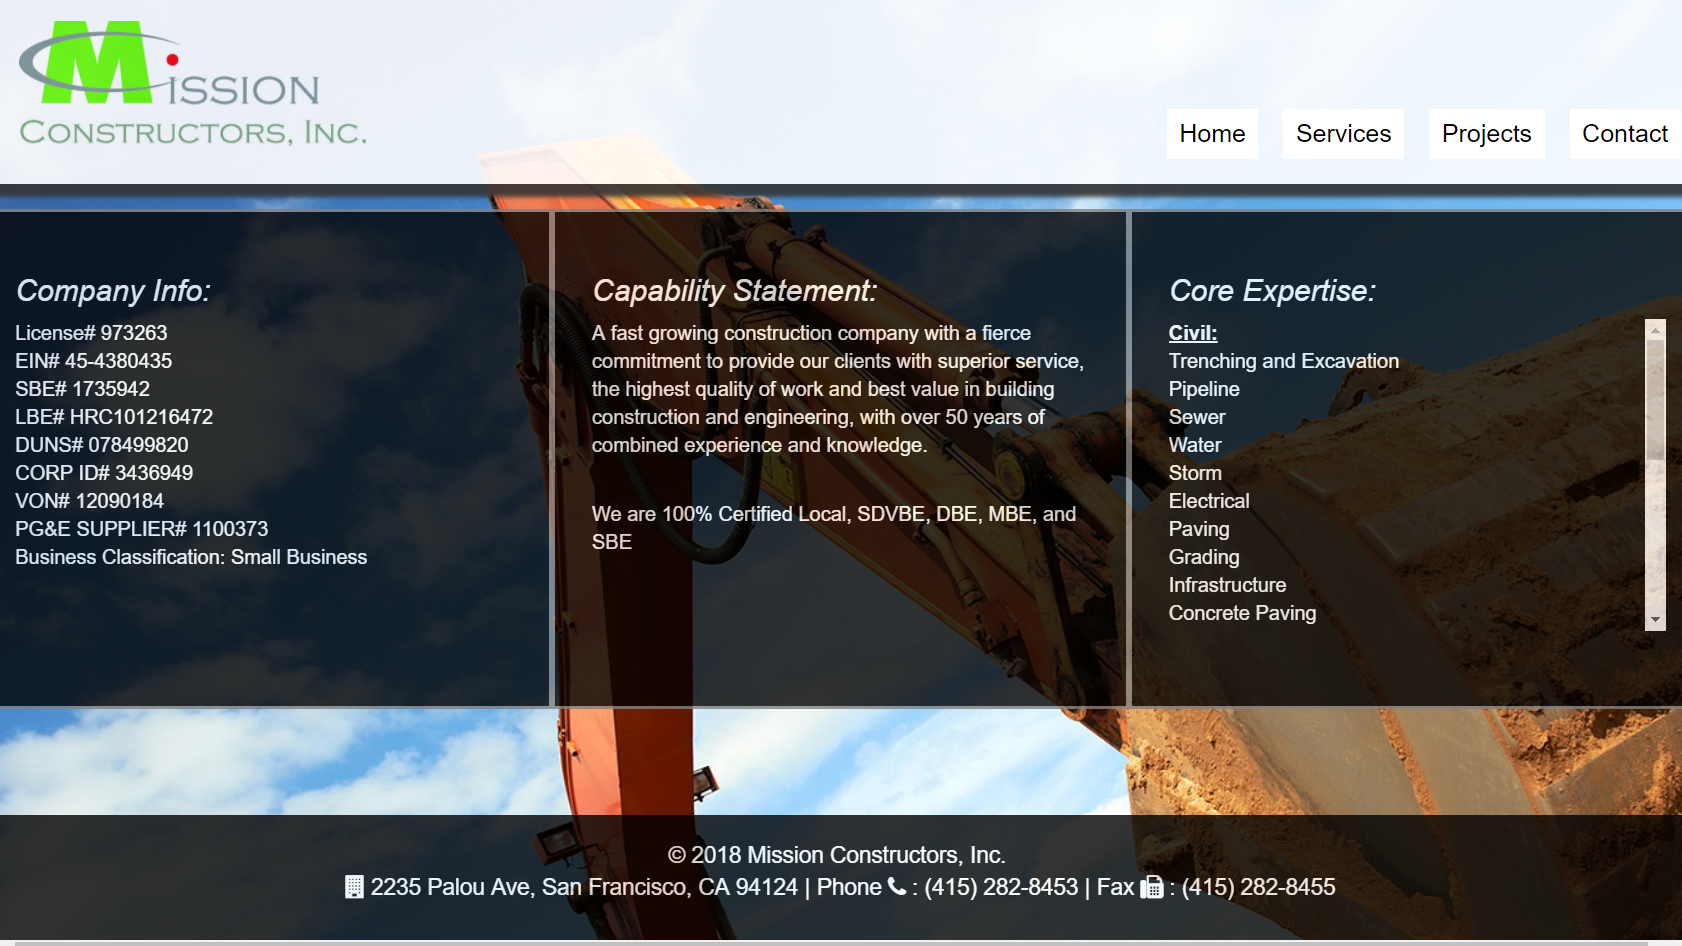 Mission
Constructors, Inc.
Home
Services
Projects
Contact
Company Info:
License# 973263
EIN# 45-4380435
SBE# 1735942
LBE# HRC101216472
DUNS# 078499820
CORP ID# 3436949
VON# 12090184
PG&E SUPPLIER# 1100373
Business Classification: Small Business
Capability Statement:
A fast growing construction company with a fierce
commitment to provide our clients with superior service,
the highest quality of work and best value in building
construction and engineering, with over 50 years of
combined experience and knowledge.
We are 100% Certified Local, SDVBE, DBE, MBE, and
SBE
Core Expertise:
Civil:
Trenching and Excavation
Pipeline
Sewer
Water
Storm
Electrical
Paving
Grading
Infrastructure
Concrete Paving
© 2018 Mission Constructors, Inc.
2235 Palou Ave, San Francisco, CA 94124 | Phone : (415) 282-8453 | Fax : (415) 282-8455